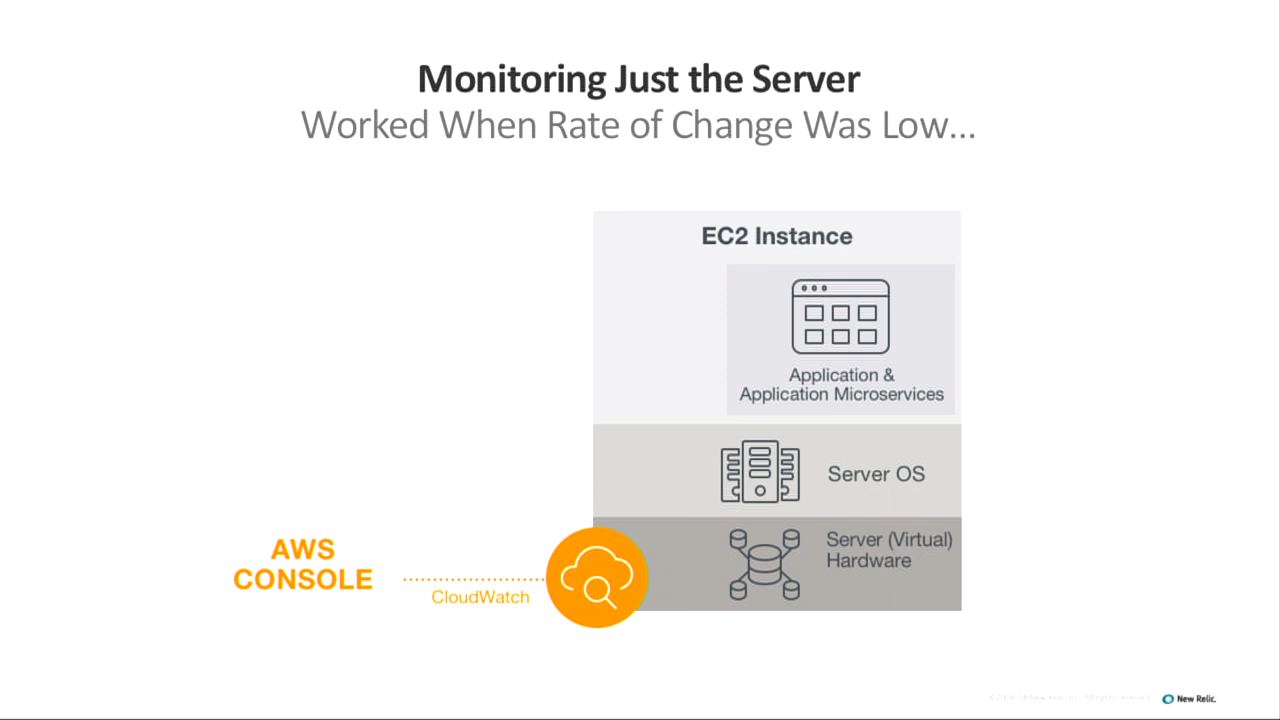 Monitoring Just the Server
Worked When Rate of Change Was Low...
EC2 Instance
Application &
Application Microservices
Server OS
Server (Virtual)
Hardware
AWS
CONSOLE
CloudWatch
New Relic.